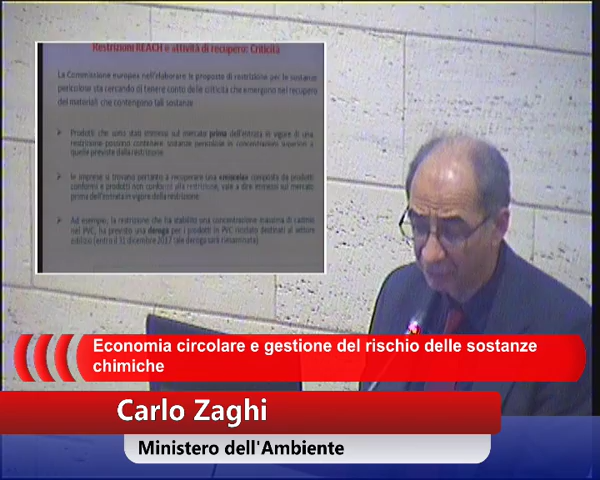 Restrizioni REACH e attività di recupero: Criticità
La Commissione europea nell'elaborare le proposte di restrizione per le sostanze
pericolose sta cercando di tenere conto delle criticità che emergono nel recupero
dei materiali che contengono tali sostanze
Prodotti che sono stati immessi sul mercato prima dell'entrata in vigore di una
restrizione possono contenere sostanze pericolose in concentrazioni superiori a
quelle previste dalla restrizione
le imprese si trovano pertanto a recuperare una «miscela» composta da prodotti
conformi e prodotti non conformi alla restrizione, vale a dire immessi sul mercato
prima dell'entrata in vigore della restrizione
Ad esempio, la restrizione che ha stabilito una concentrazione massima di cadmio
nel PVC, ha previsto una deroga per i prodotti in PVC riciclato destinati al settore
edilizio (entro il 31 dicembre 2017 tale deroga sarà riesaminata)
Economia circolare e gestione del rischio delle sostanze
chimiche
Carlo Zaghi
Ministero dell'Ambiente